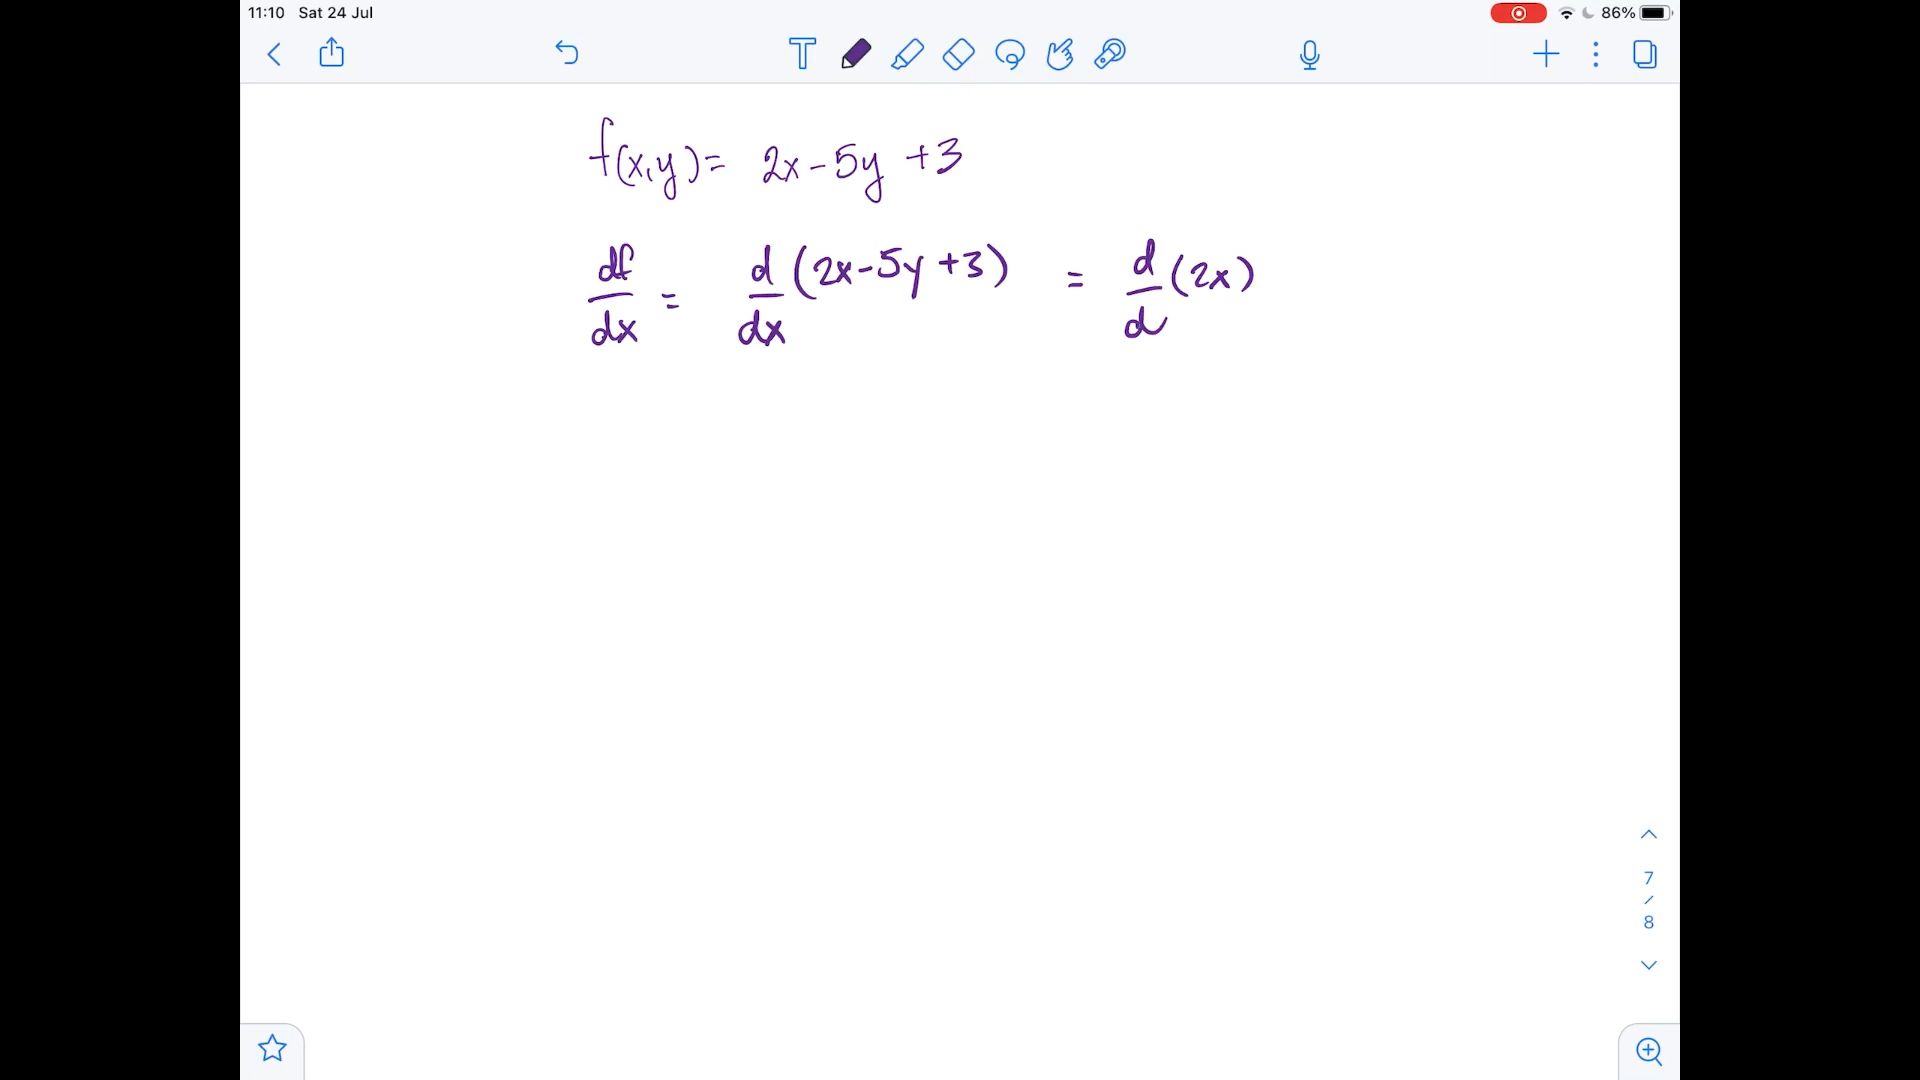 11:10 Sat 24 Jul 86%
T
f(x,y) = 2x - 5y + 3
df/dx = d/dx (2x - 5y + 3) = d/d (2x)
7
/
8